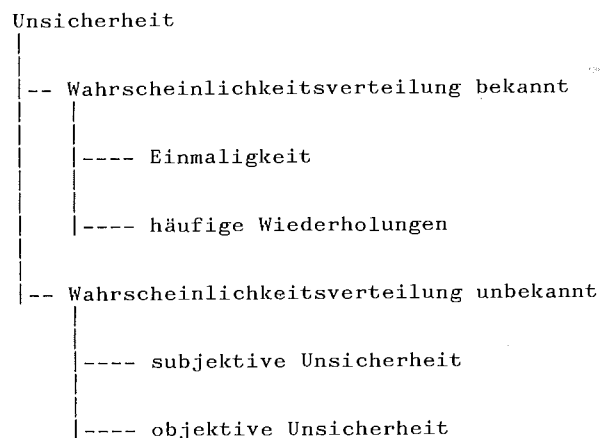 Unsicherheit
-- Wahrscheinlichkeitsverteilung bekannt
---- Einmaligkeit
---- häufige Wiederholungen
-- Wahrscheinlichkeitsverteilung unbekannt
---- subjektive Unsicherheit
---- objektive Unsicherheit